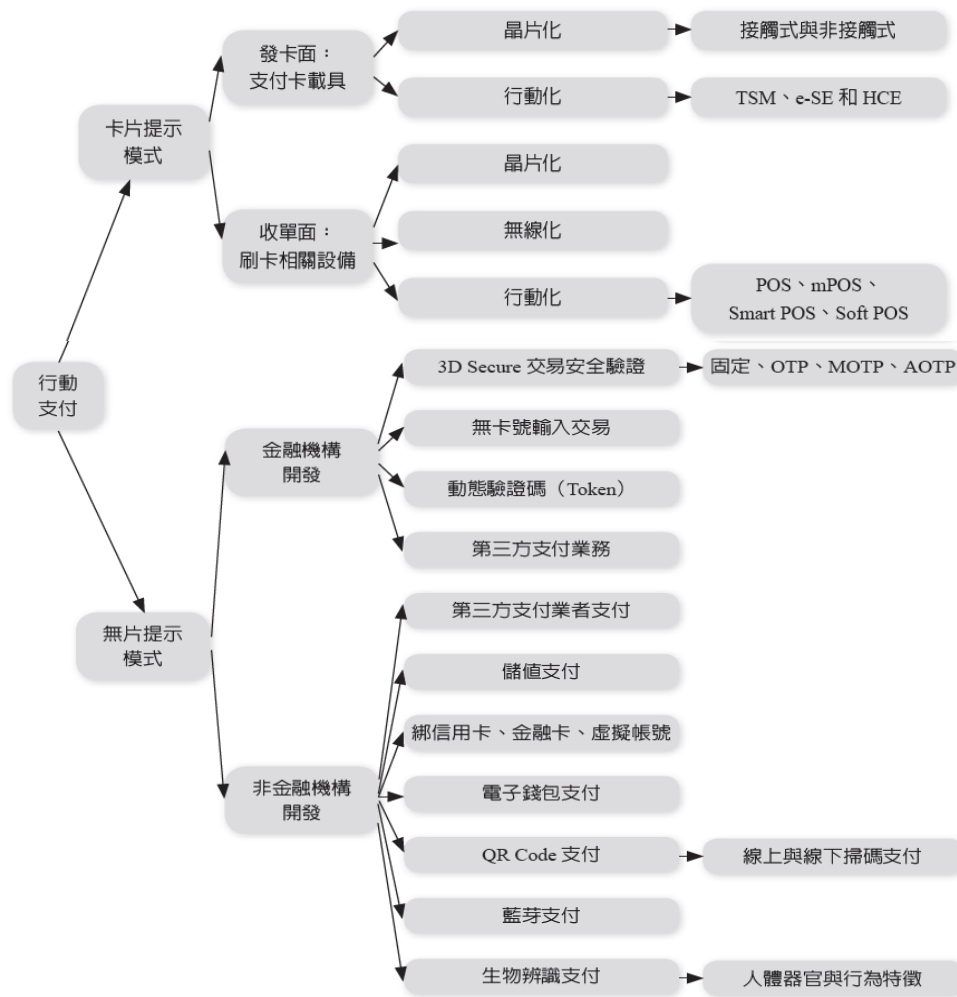 發卡面：
支付卡載具
晶片化
接觸式與非接觸式
行動化
TSM、e-SE 和 HCE
卡片提示
模式
收單面：
刷卡相關設備
晶片化
無線化
行動化
POS、mPOS、
Smart POS、Soft POS
行動
支付
金融機構
開發
3D Secure 交易安全驗證
固定、OTP、MOTP、AOTP
無卡號輸入交易
動態驗證碼（Token）
第三方支付業務
無片提示
模式
非金融機構
開發
第三方支付業者支付
儲值支付
綁信用卡、金融卡、虛擬帳號
電子錢包支付
QR Code 支付
線上與線下掃碼支付
藍芽支付
生物辨識支付
人體器官與行為特徵